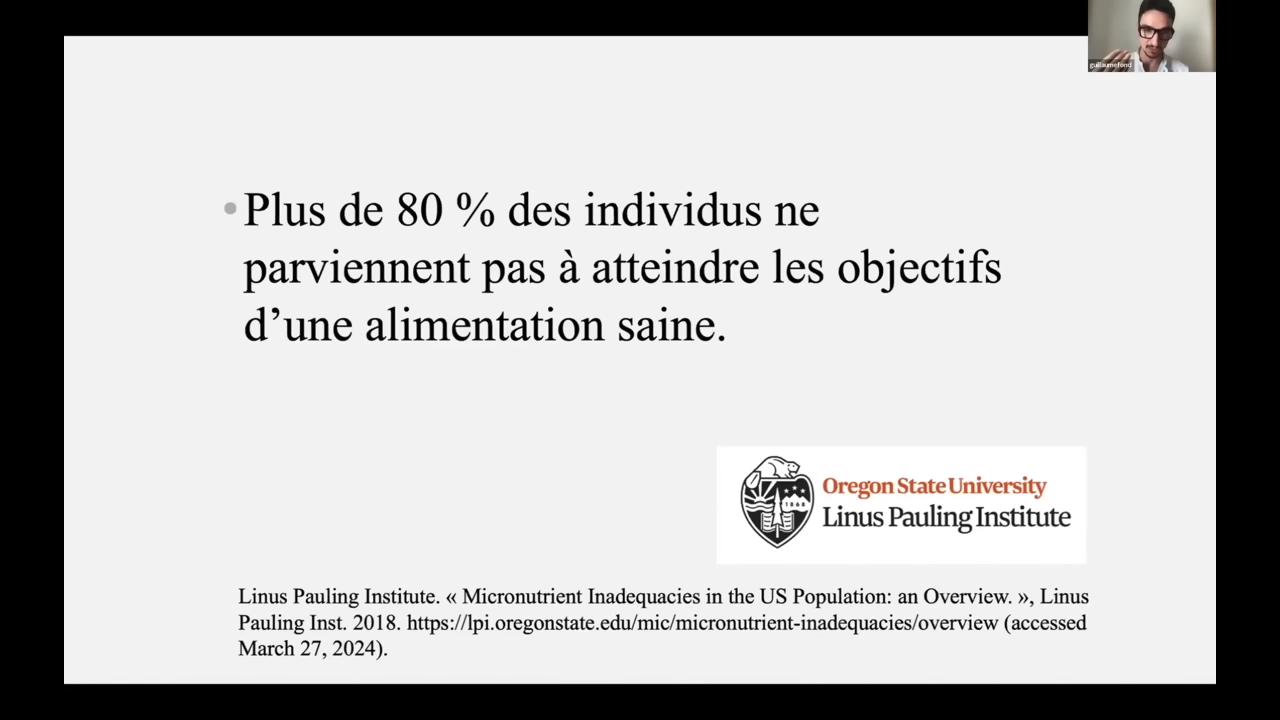 guillaumefond
•Plus de 80 % des individus ne
parviennent pas à atteindre les objectifs
d’une alimentation saine.
1868
Oregon State University
Linus Pauling Institute
Linus Pauling Institute. « Micronutrient Inadequacies in the US Population: an Overview. », Linus
Pauling Inst. 2018. https://lpi.oregonstate.edu/mic/micronutrient-inadequacies/overview (accessed
March 27, 2024).